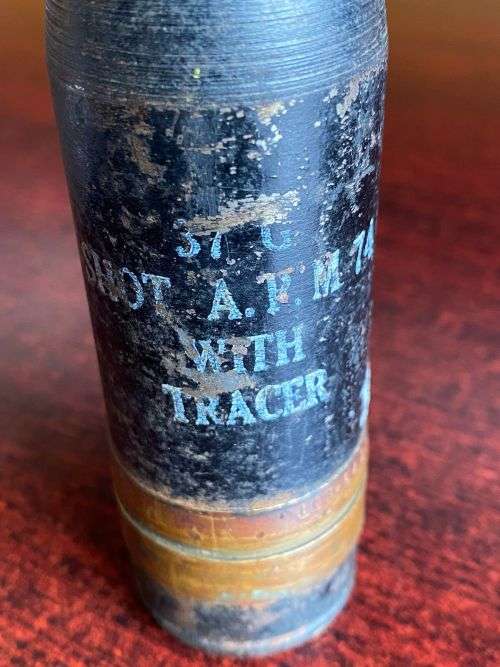 37 G
SHOT A.P. M 74
WITH
TRACER